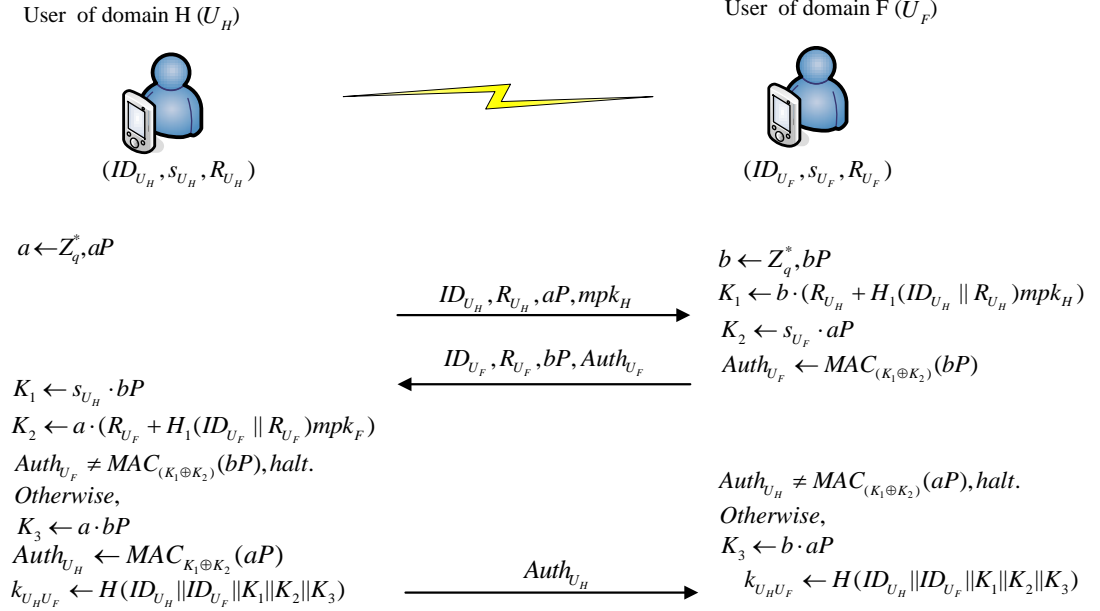 User of domain H (U_H)
User of domain F (U_F)
(ID_{U_H}, s_{U_H}, R_{U_H})
(ID_{U_F}, s_{U_F}, R_{U_F})
a ← Z_q^*, aP
b ← Z_q^*, bP
K_1 ← b · (R_{U_H} + H_1(ID_{U_H} || R_{U_H})mpk_H)
ID_{U_H}, R_{U_H}, aP, mpk_H
K_2 ← s_{U_F} · aP
Auth_{U_F} ← MAC_{(K_1⊕K_2)}(bP)
ID_{U_F}, R_{U_F}, bP, Auth_{U_F}
K_1 ← s_{U_H} · bP
K_2 ← a · (R_{U_F} + H_1(ID_{U_F} || R_{U_F})mpk_F)
Auth_{U_F} ≠ MAC_{(K_1⊕K_2)}(bP), halt.
Otherwise,
K_3 ← a · bP
Auth_{U_H} ← MAC_{K_1⊕K_2}(aP)
k_{U_HU_F} ← H(ID_{U_H}||ID_{U_F}||K_1||K_2||K_3)
Auth_{U_H}
Auth_{U_H} ≠ MAC_{(K_1⊕K_2)}(aP), halt.
Otherwise,
K_3 ← b · aP
k_{U_HU_F} ← H(ID_{U_H}||ID_{U_F}||K_1||K_2||K_3)